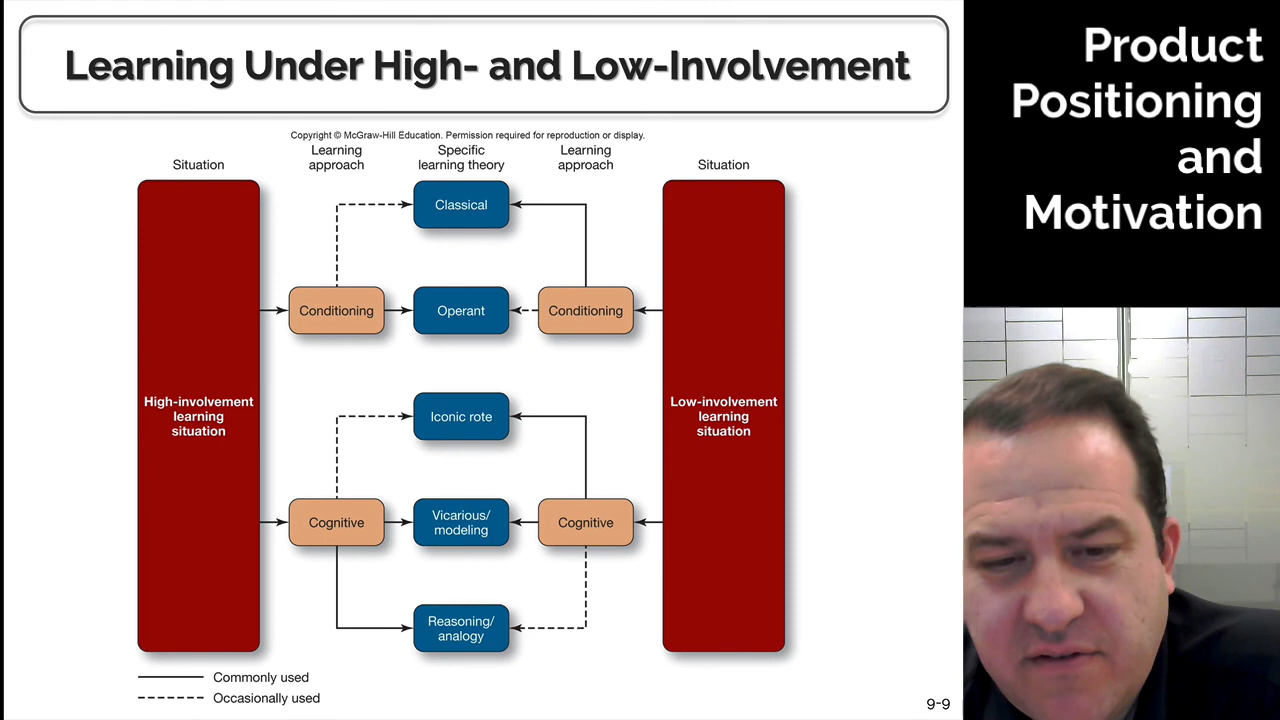 Learning Under High- and Low-Involvement
Product
Positioning
and
Motivation
Copyright © McGraw-Hill Education. Permission required for reproduction or display.
Situation
Learning
approach
Specific
learning theory
Learning
approach
Situation
Classical
Conditioning
Operant
Conditioning
High-involvement
learning
situation
Iconic rote
Low-involvement
learning
situation
Cognitive
Vicarious/
modeling
Cognitive
Reasoning/
analogy
Commonly used
Occasionally used
9-9